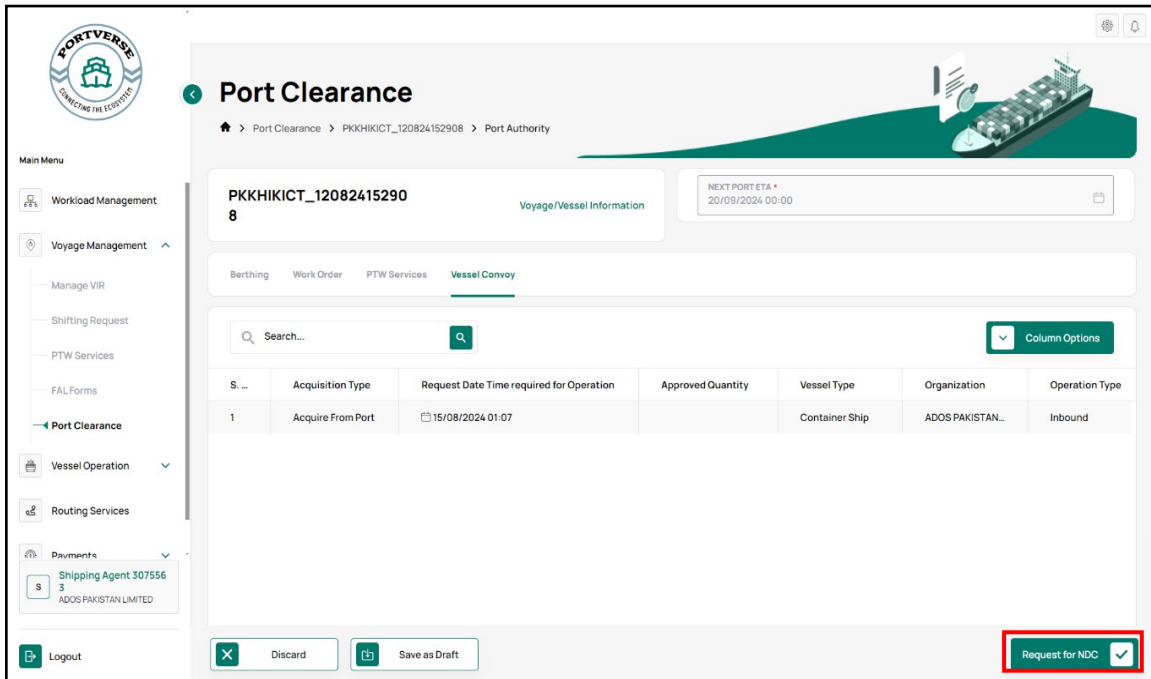 PORTVERSE
CONNECTING THE ECOSYSTEM
Port Clearance
Port Clearance > PKKHIKICT_120824152908 > Port Authority
Main Menu
Workload Management
Voyage Management
Manage VIR
Shifting Request
PTW Services
FAL Forms
Port Clearance
Vessel Operation
Routing Services
Payments
S
Shipping Agent 307556
3
ADOS PAKISTAN LIMITED
Logout
PKKHIKICT_12082415290
8
Voyage/Vessel Information
NEXT PORT ETA *
20/09/2024 00:00
Berthing Work Order PTW Services Vessel Convoy
Search...
Column Options
S. ... Acquisition Type Request Date Time required for Operation Approved Quantity Vessel Type Organization Operation Type
1 Acquire From Port 15/08/2024 01:07 Container Ship ADOS PAKISTAN... Inbound
Discard
Save as Draft
Request for NDC